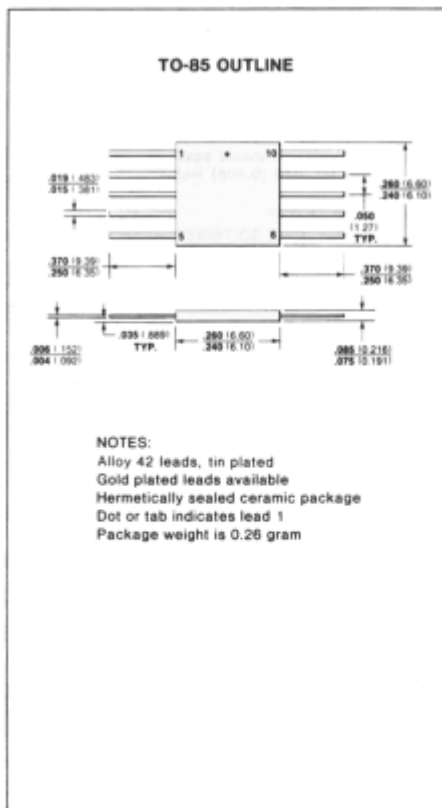 TO-85 OUTLINE
1 10
.019 (.483)
.015 (.381)
.260 (6.60)
.240 (6.10)
.050
(1.27)
TYP.
5 6
.370 (9.39)
.250 (6.35)
.370 (9.39)
.250 (6.35)
.035 (.889)
TYP.
.260 (6.60)
.240 (6.10)
.006 (.152)
.004 (.092)
.085 (0.216)
.075 (0.191)
NOTES:
Alloy 42 leads, tin plated
Gold plated leads available
Hermetically sealed ceramic package
Dot or tab indicates lead 1
Package weight is 0.26 gram